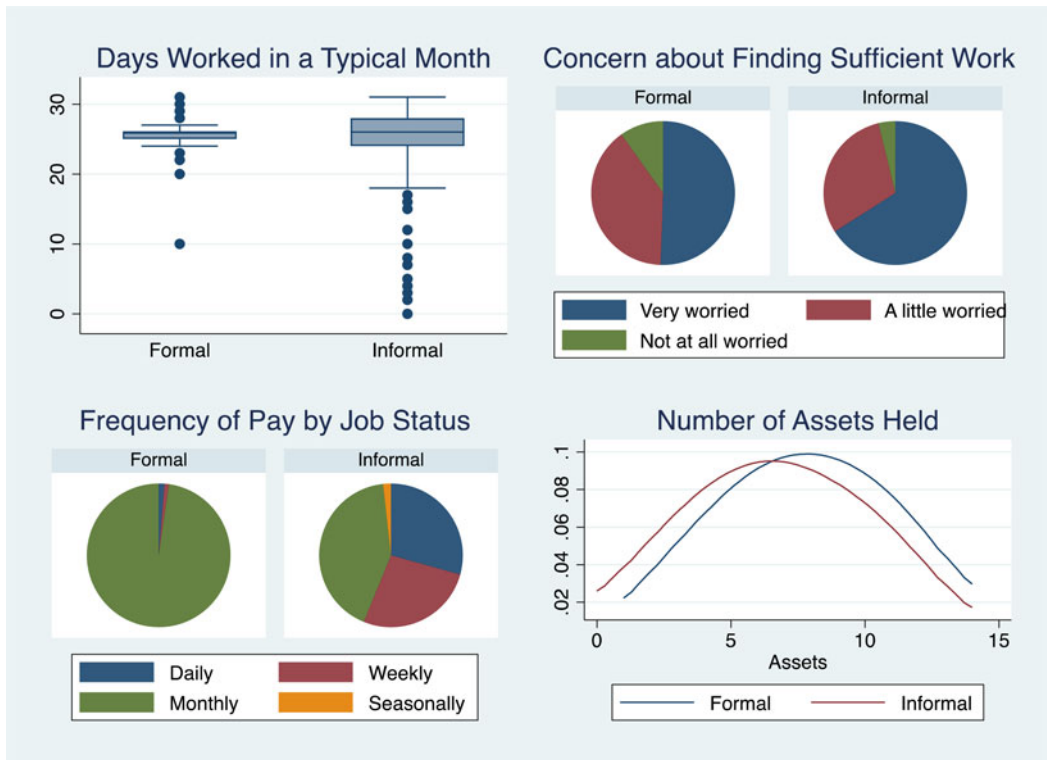 Days Worked in a Typical Month
30
20
10
0
Formal
Informal
Concern about Finding Sufficient Work
Formal
Informal
Very worried
A little worried
Not at all worried
Frequency of Pay by Job Status
Formal
Informal
Daily
Weekly
Monthly
Seasonally
Number of Assets Held
.1
.08
.06
.04
.02
0
5
10
15
Assets
Formal
Informal